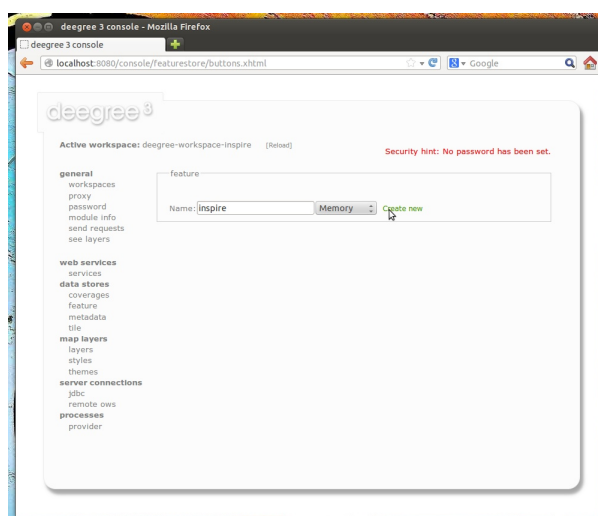 deegree 3 console - Mozilla Firefox
deegree 3 console
localhost:8080/console/featurestore/buttons.xhtml
Google
deegree 3
Active workspace: deegree-workspace-inspire [Reload]
Security hint: No password has been set.
general
workspaces
proxy
password
module info
send requests
see layers
web services
services
data stores
coverages
feature
metadata
tile
map layers
layers
styles
themes
server connections
jdbc
remote ows
processes
provider
feature
Name: inspire Memory Create new